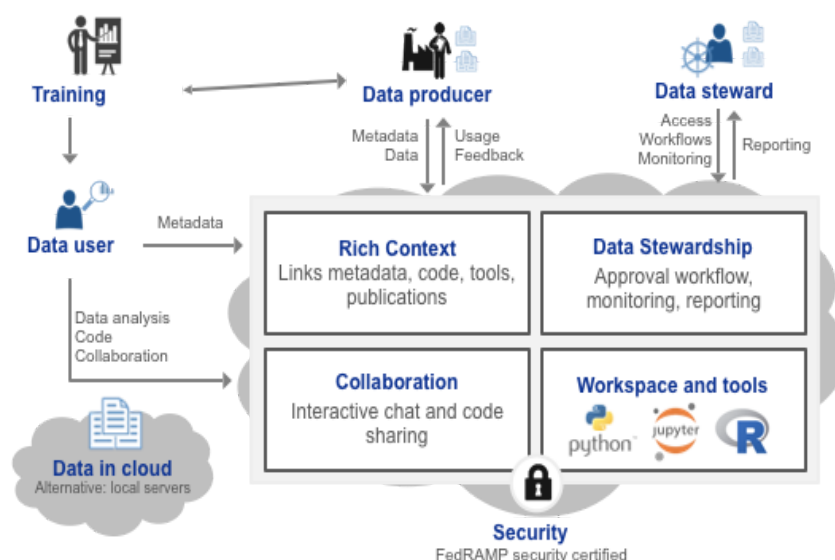 Training
Data producer
Data steward
Metadata
Data
Usage
Feedback
Access
Workflows
Monitoring
Reporting
Data user
Metadata
Rich Context
Links metadata, code, tools,
publications
Data Stewardship
Approval workflow,
monitoring, reporting
Data analysis
Code
Collaboration
Collaboration
Interactive chat and code
sharing
Workspace and tools
python
jupyter
R
Data in cloud
Alternative: local servers
Security
FedRAMP security certified